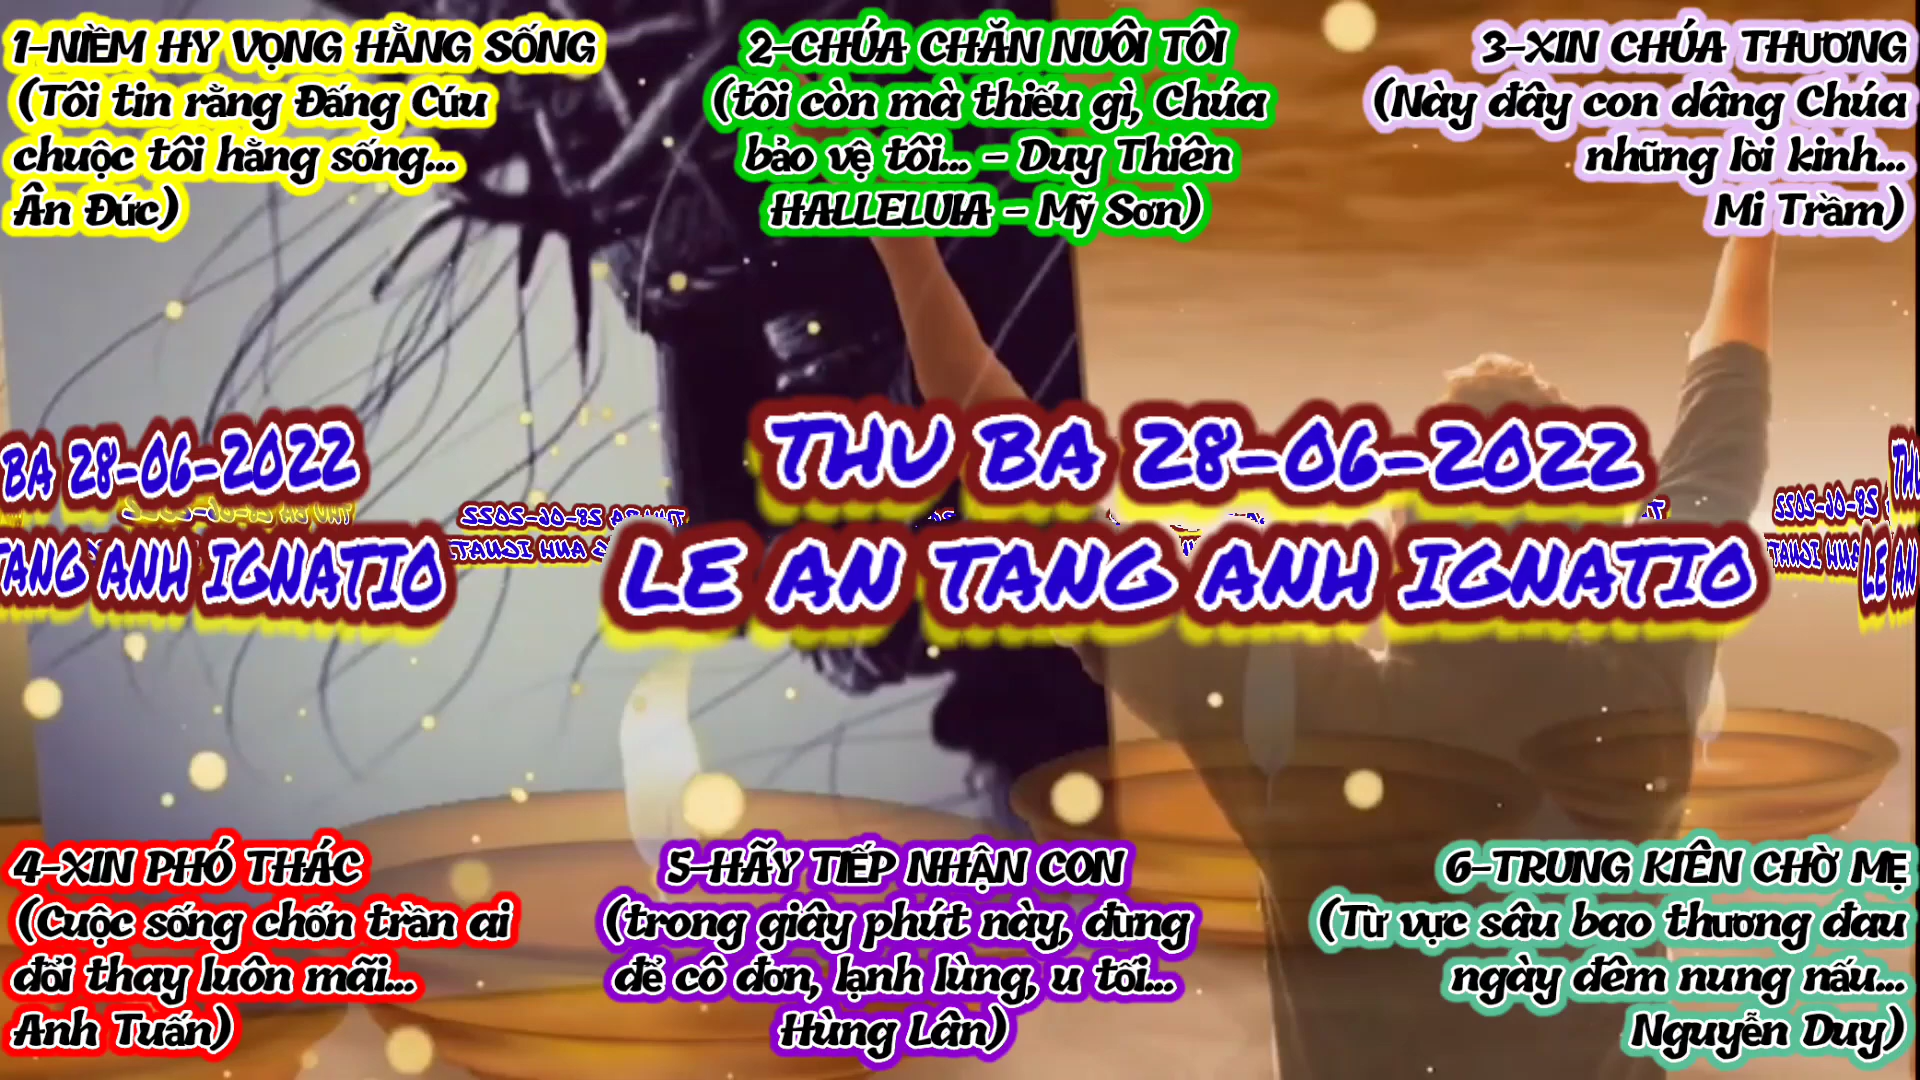 1-NIỀM HY VỌNG HẰNG SỐNG
(Tôi tin rằng Đấng Cứu
chuộc tôi hằng sống...
Ân Đức)
2-CHÚA CHĂN NUÔI TÔI
(tôi còn mà thiếu gì, Chúa
bảo vệ tôi... - Duy Thiên
HALLELUIA - Mỹ Sơn)
3-XIN CHÚA THƯƠNG
(Này đây con dâng Chúa
những lời kinh...
Mi Trầm)
BA 28-06-2022
TANG ANH IGNATIO
THU BA 28-06-2022
LE AN TANG ANH IGNATIO
THU
LE AN
4-XIN PHÓ THÁC
(Cuộc sống chốn trần ai
đổi thay luôn mãi...
Anh Tuấn)
5-HÃY TIẾP NHẬN CON
(trong giây phút này, đừng
để cô đơn, lạnh lùng, u tối...
Hùng Lân)
6-TRUNG KIÊN CHỜ MẸ
(Từ vực sâu bao thương đau
ngày đêm nung nấu...
Nguyễn Duy)